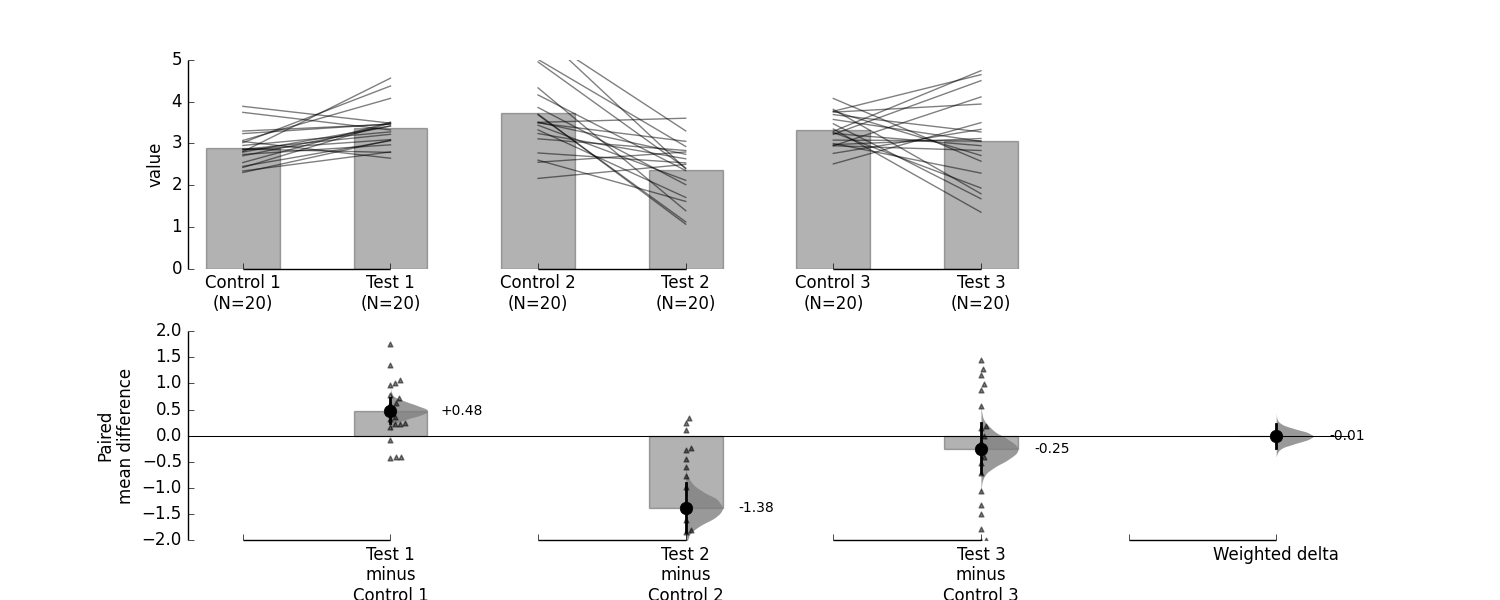 5
4
3
2
1
0
value
Control 1
(N=20)
Test 1
(N=20)
Control 2
(N=20)
Test 2
(N=20)
Control 3
(N=20)
Test 3
(N=20)
2.0
1.5
1.0
0.5
0.0
−0.5
−1.0
−1.5
−2.0
Paired
mean difference
+0.48
-1.38
-0.25
-0.01
Test 1
minus
Control 1
Test 2
minus
Control 2
Test 3
minus
Control 3
Weighted delta